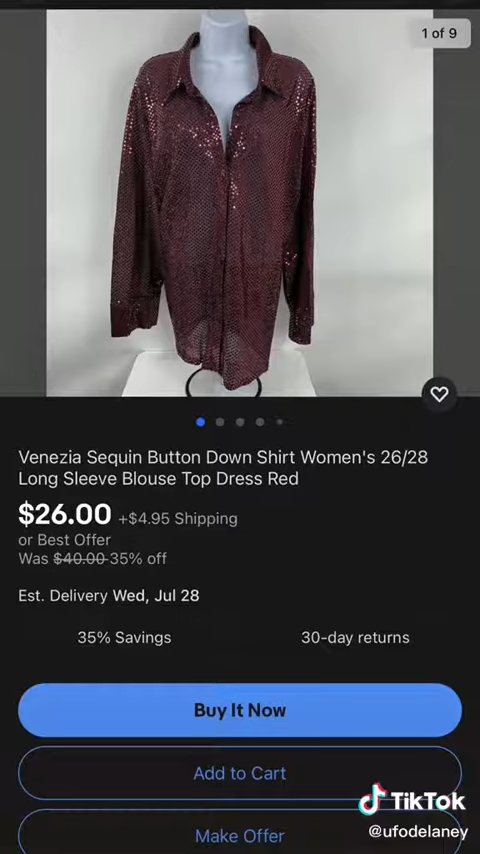 1 of 9
Venezia Sequin Button Down Shirt Women's 26/28
Long Sleeve Blouse Top Dress Red
$26.00 +$4.95 Shipping
or Best Offer
Was $40.00 35% off
Est. Delivery Wed, Jul 28
35% Savings 30-day returns
Buy It Now
Add to Cart
TikTok
@ufodelaney
Make Offer